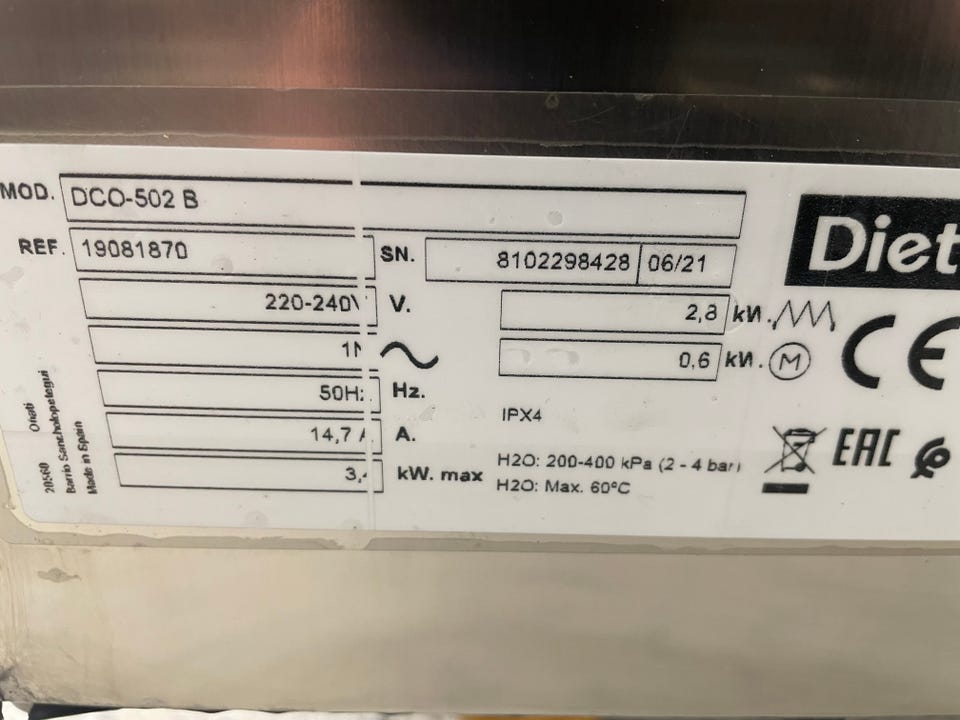 MOD. DCO-502 B
Diet
REF. 19081870 SN. 8102298428 06/21
220-240V V. 2,8 kW.
1N 0,6 kW. M
50Hz Hz.
14,7 A A.
3,4 kW. max
IPX4
H2O: 200-400 kPa (2 - 4 bar)
H2O: Max. 60°C
CE
EAC
20560 Oñati
Barrio Sancholopetegui
Made in Spain